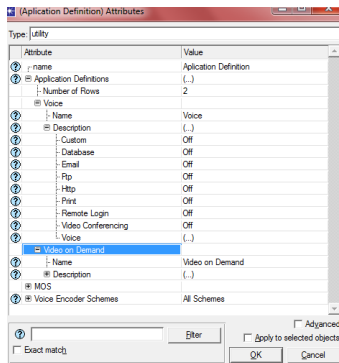 (Aplication Definition) Attributes
Type: utility
Attribute Value
name Aplication Definition
Application Definitions (...)
Number of Rows 2
Voice
Name Voice
Description (...)
Custom Off
Database Off
Email Off
Ftp Off
Http Off
Print Off
Remote Login Off
Video Conferencing Off
Voice (...)
Video on Demand
Name Video on Demand
Description (...)
MOS
Voice Encoder Schemes All Schemes
Advanced
Filter
Apply to selected objects
Exact match
OK Cancel